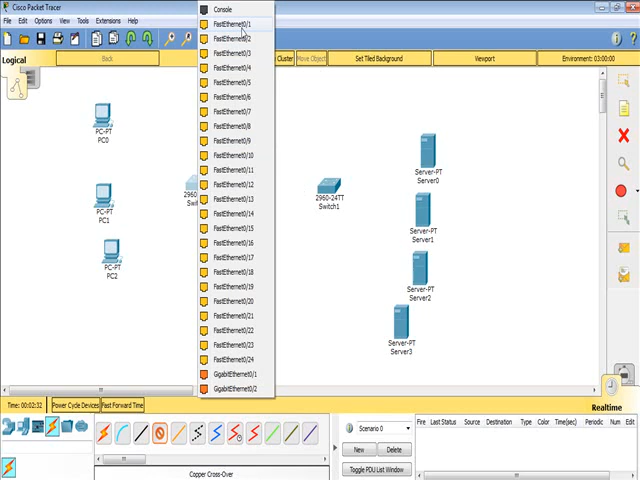 Cisco Packet Tracer
File Edit Options View Tools Extensions Help
Logical
Back
Cluster
Move Object
Set Tiled Background
Viewport
Environment: 03:00:00
Console
FastEthernet0/1
FastEthernet0/2
FastEthernet0/3
FastEthernet0/4
FastEthernet0/5
FastEthernet0/6
FastEthernet0/7
FastEthernet0/8
FastEthernet0/9
FastEthernet0/10
FastEthernet0/11
FastEthernet0/12
FastEthernet0/13
FastEthernet0/14
FastEthernet0/15
FastEthernet0/16
FastEthernet0/17
FastEthernet0/18
FastEthernet0/19
FastEthernet0/20
FastEthernet0/21
FastEthernet0/22
FastEthernet0/23
FastEthernet0/24
GigabitEthernet0/1
GigabitEthernet0/2
PC-PT
PC0
PC-PT
PC1
PC-PT
PC2
2960-24TT
Switch1
Server-PT
Server0
Server-PT
Server1
Server-PT
Server2
Server-PT
Server3
Time: 00:02:32
Power Cycle Devices
Fast Forward Time
Realtime
Scenario 0
New
Delete
Toggle PDU List Window
Fire Last Status Source Destination Type Color Time(sec) Periodic Num Edit
Copper Cross-Over